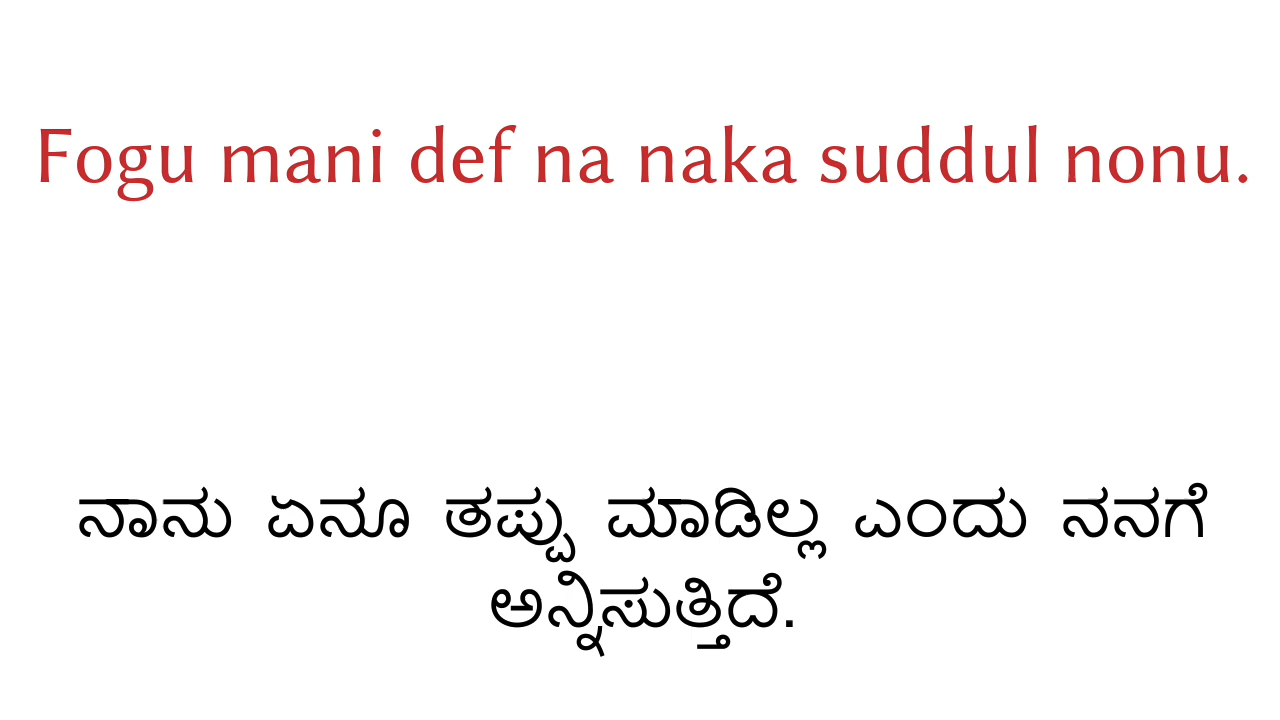 Fogu mani def na naka suddul nonu.
ನಾನು ಏನೂ ತಪ್ಪು ಮಾಡಿಲ್ಲ ಎಂದು ನನಗೆ
ಅನ್ನಿಸುತ್ತಿದೆ.